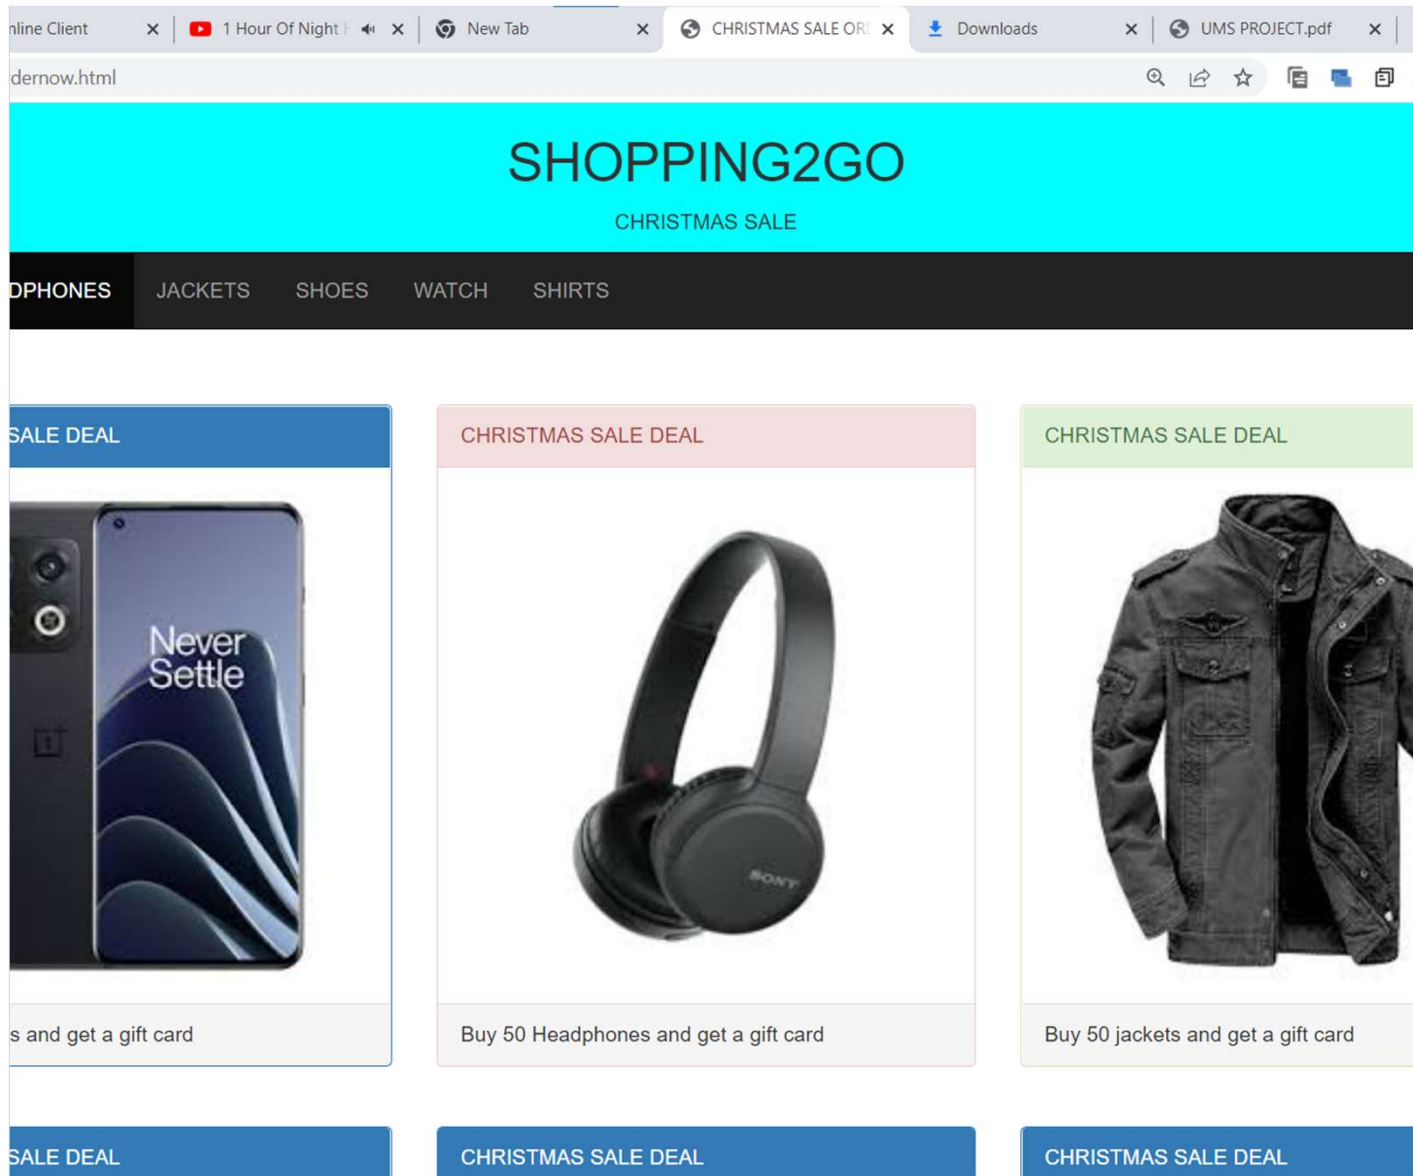 nline Client 1 Hour Of Night New Tab CHRISTMAS SALE OR Downloads UMS PROJECT.pdf
dernow.html
SHOPPING2GO
CHRISTMAS SALE
DPHONES JACKETS SHOES WATCH SHIRTS
SALE DEAL
CHRISTMAS SALE DEAL
CHRISTMAS SALE DEAL
Never
Settle
SONY
s and get a gift card
Buy 50 Headphones and get a gift card
Buy 50 jackets and get a gift card
SALE DEAL
CHRISTMAS SALE DEAL
CHRISTMAS SALE DEAL